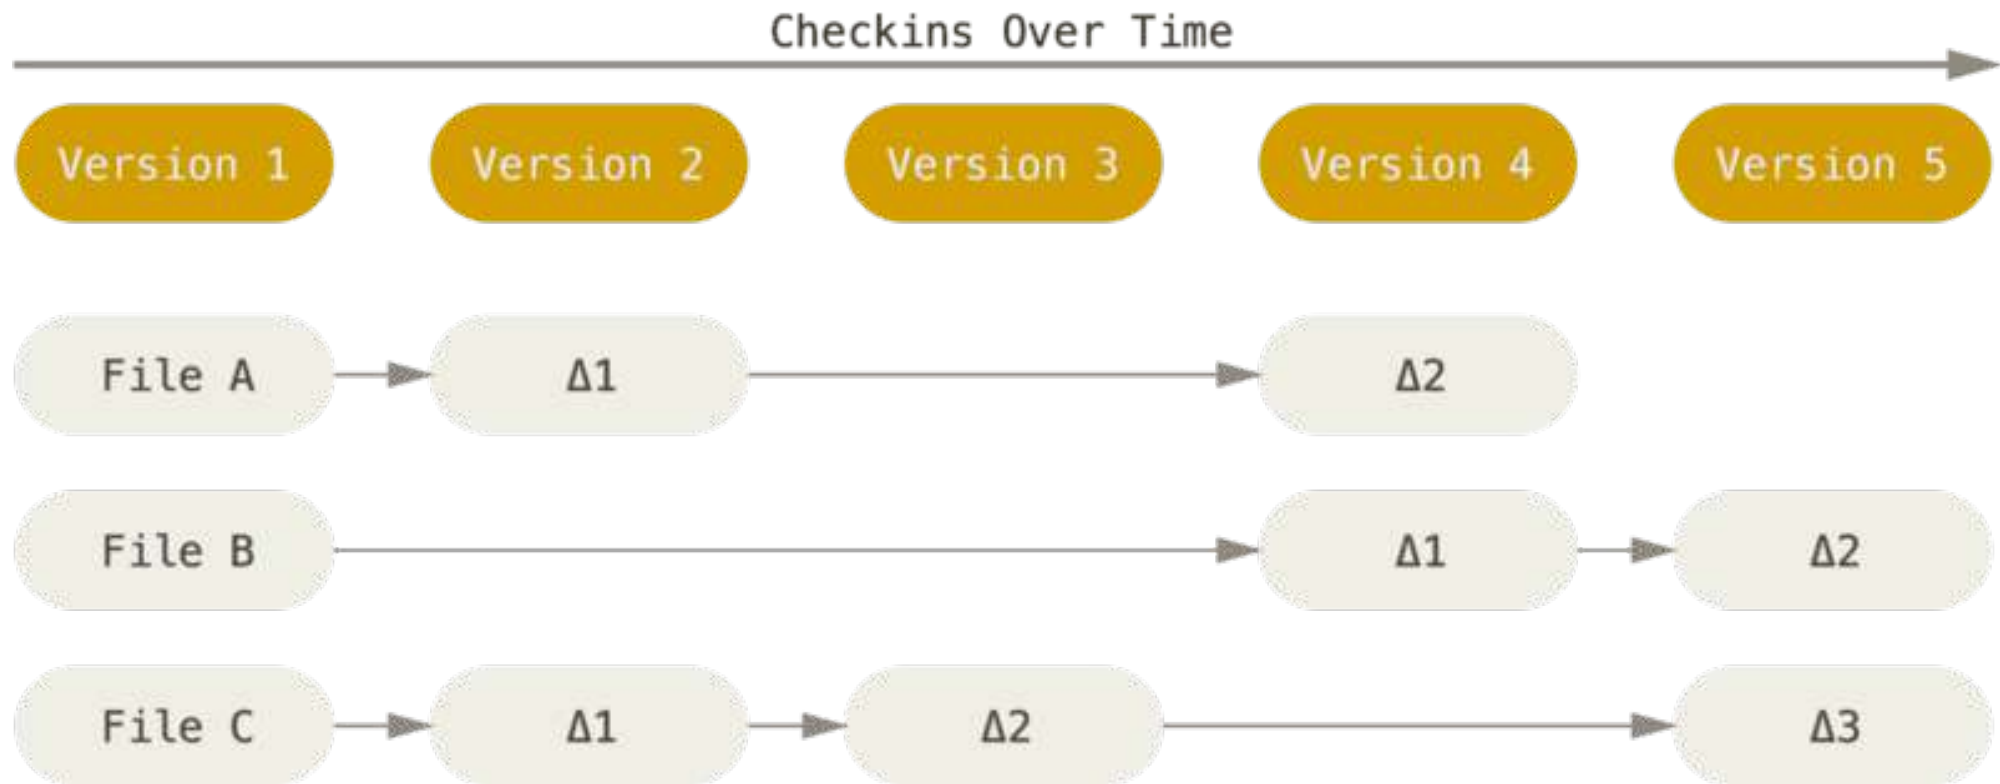 Checkins Over Time
Version 1 Version 2 Version 3 Version 4 Version 5
File A Δ1 Δ2
File B Δ1 Δ2
File C Δ1 Δ2 Δ3